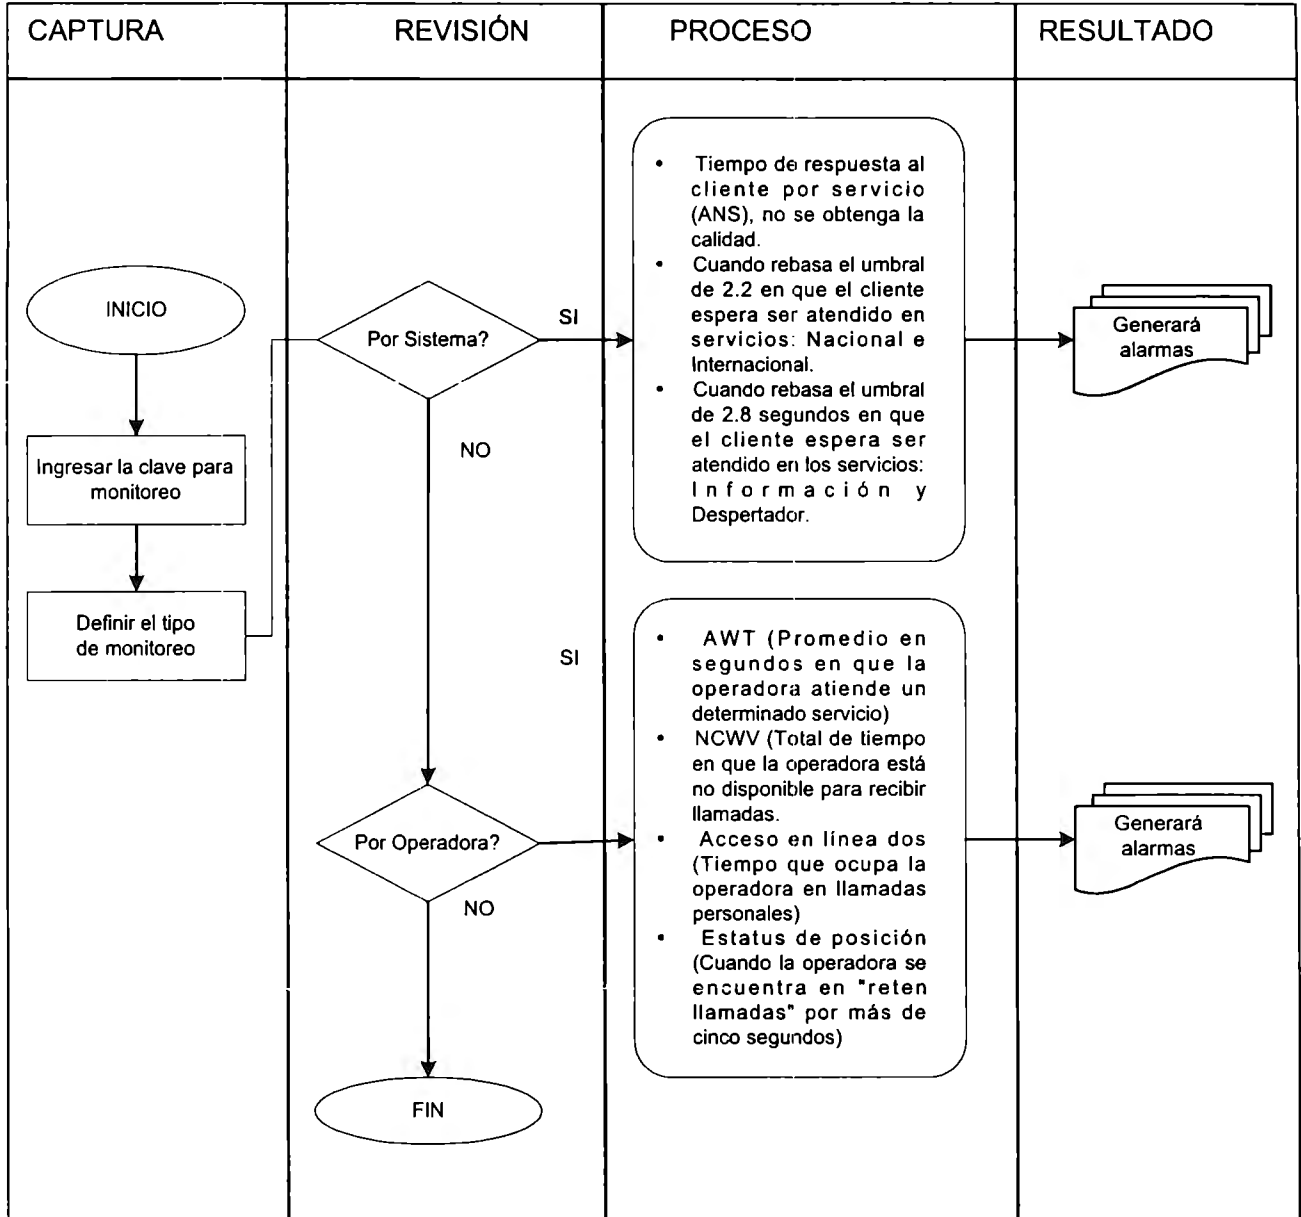 CAPTURA
REVISIÓN
PROCESO
RESULTADO
INICIO
Ingresar la clave para
monitoreo
Definir el tipo
de monitoreo
Por Sistema?
SI
NO
• Tiempo de respuesta al
cliente por servicio
(ANS), no se obtenga la
calidad.
• Cuando rebasa el umbral
de 2.2 en que el cliente
espera ser atendido en
servicios: Nacional e
Internacional.
• Cuando rebasa el umbral
de 2.8 segundos en que
el cliente espera ser
atendido en los servicios:
Información y
Despertador.
Generará
alarmas
Por Operadora?
SI
NO
• AWT (Promedio en
segundos en que la
operadora atiende un
determinado servicio)
• NCWV (Total de tiempo
en que la operadora está
no disponible para recibir
llamadas.
• Acceso en línea dos
(Tiempo que ocupa la
operadora en llamadas
personales)
• Estatus de posición
(Cuando la operadora se
encuentra en "reten
llamadas" por más de
cinco segundos)
Generará
alarmas
FIN